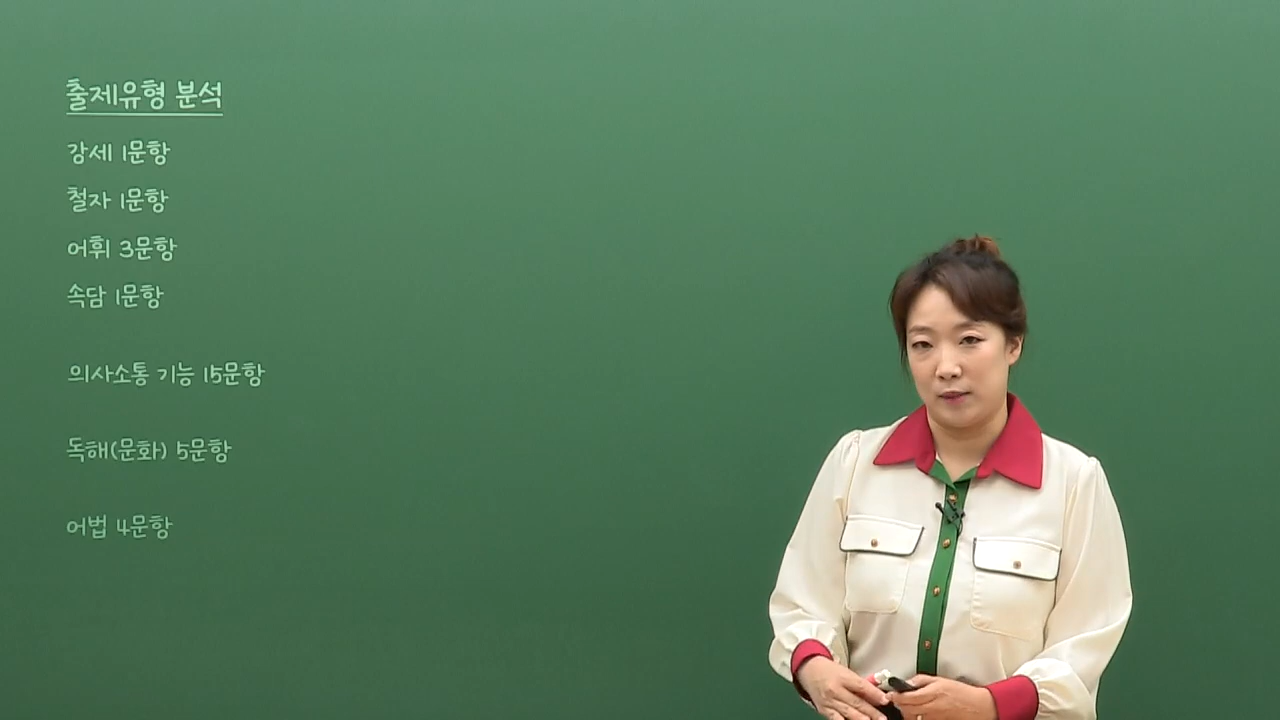 출제유형 분석
강세 1문항
철자 1문항
어휘 3문항
속담 1문항
의사소통 기능 15문항
독해(문화) 5문항
어법 4문항